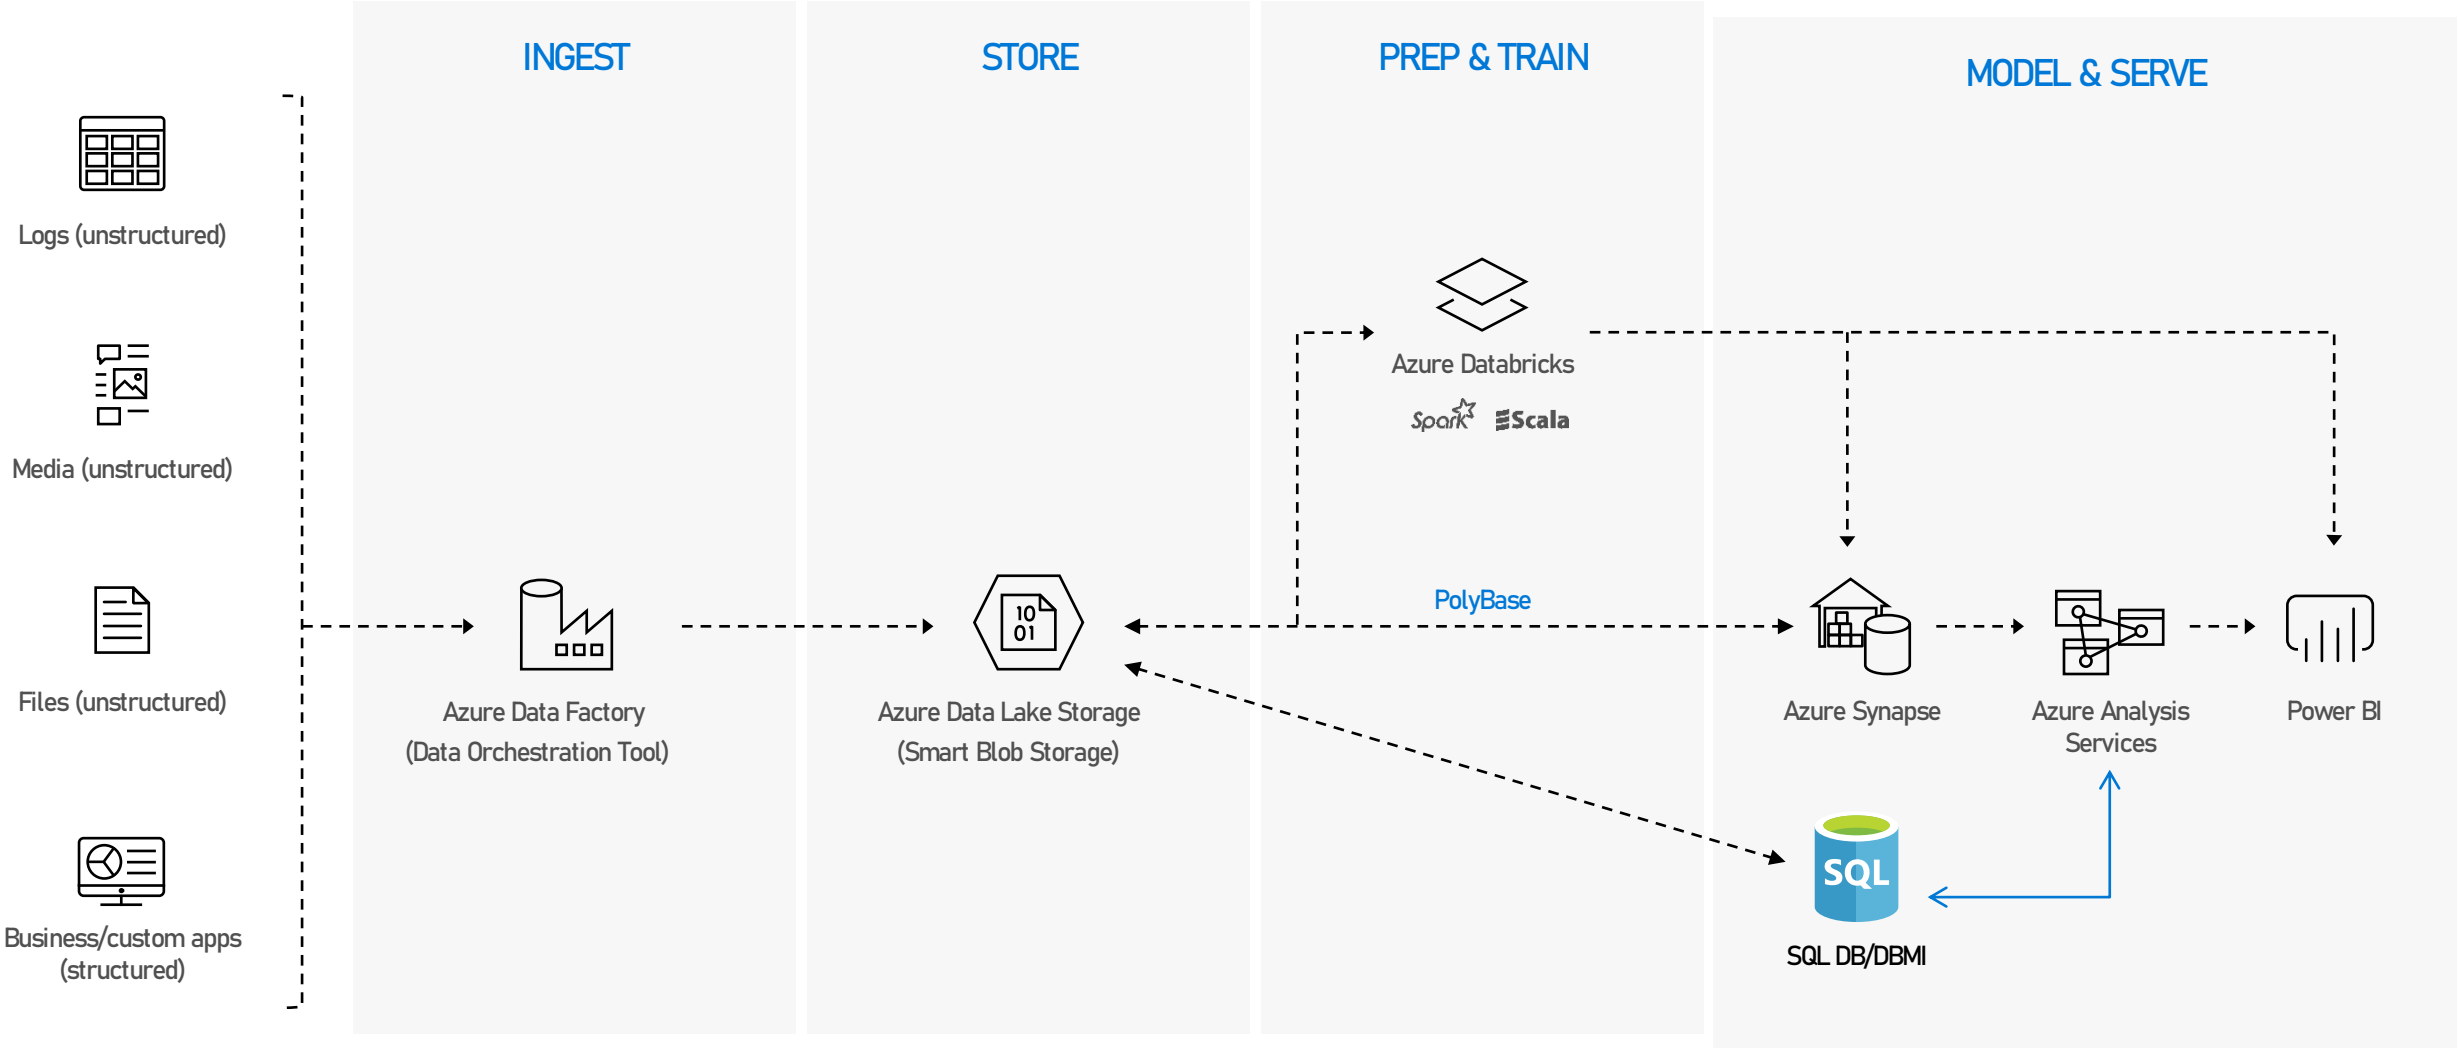 INGEST
STORE
PREP & TRAIN
MODEL & SERVE
Logs (unstructured)
Media (unstructured)
Files (unstructured)
Business/custom apps
(structured)
Azure Data Factory
(Data Orchestration Tool)
10
01
Azure Data Lake Storage
(Smart Blob Storage)
Azure Databricks
Spark
Scala
PolyBase
Azure Synapse
Azure Analysis
Services
Power BI
SQL
SQL DB/DBMI